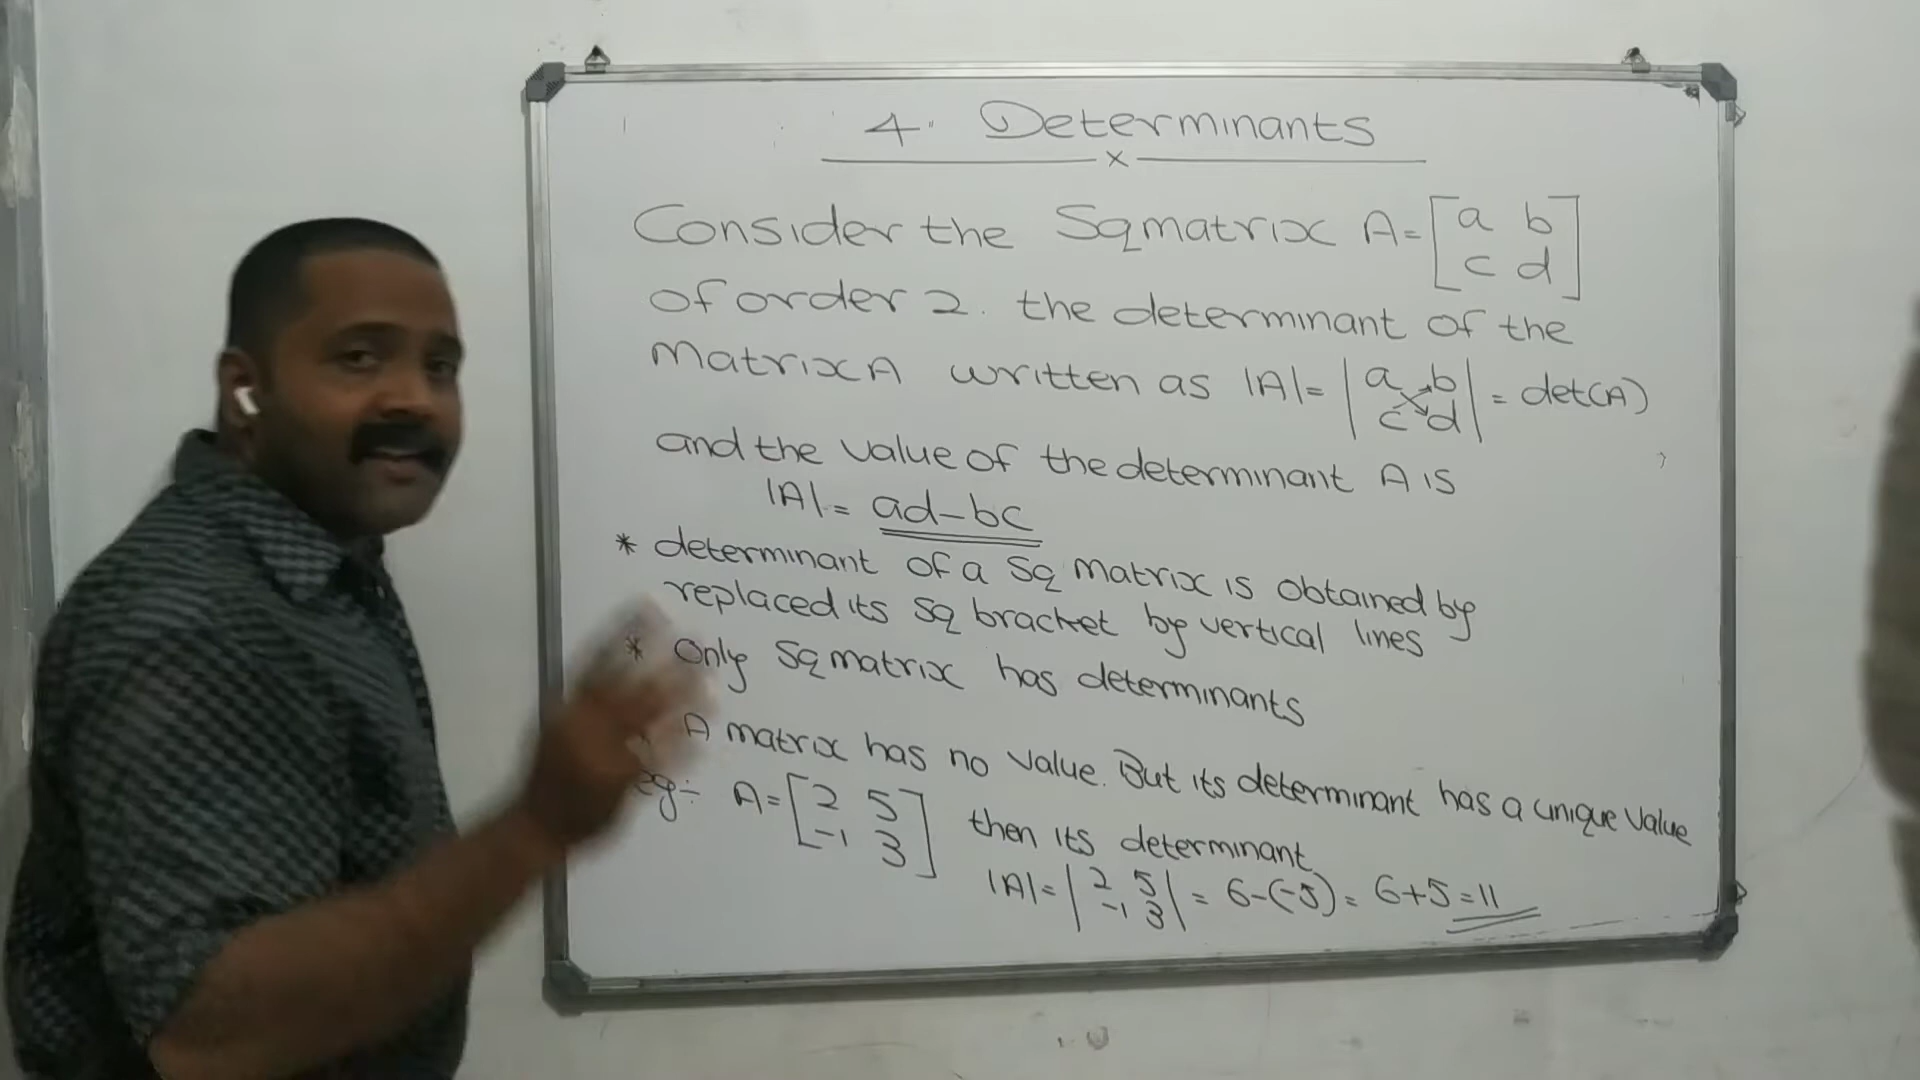 4. Determinants
Consider the Sq matrix A = [a b
c d]
of order 2. the determinant of the
Matrix A written as |A| = |a b
c d| = det(A)
and the value of the determinant A is
|A| = ad-bc
* determinant of a Sq Matrix is obtained by
replaced its sq bracket by vertical lines
* Only Sq matrix has determinants
A matrix has no value. But its determinant has a unique value
eg:- A = [2 5
-1 3] then its determinant
|A| = |2 5
-1 3| = 6-(-5) = 6+5 = 11